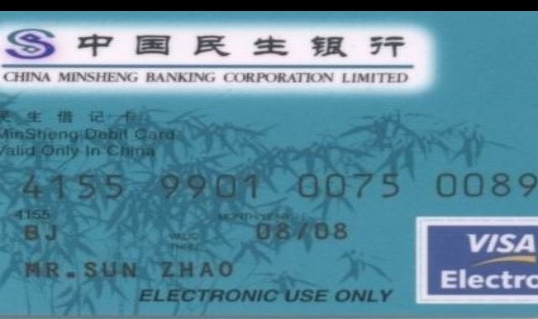 中国民生银行
CHINA MINSHENG BANKING CORPORATION LIMITED
民生借记卡
MinSheng Debit Card
Valid Only In China
4155 9901 0075 0089
4155
BJ
MONTH/YEAR
VALID THRU
08/08
VISA
Electro
MR.SUN ZHAO
ELECTRONIC USE ONLY